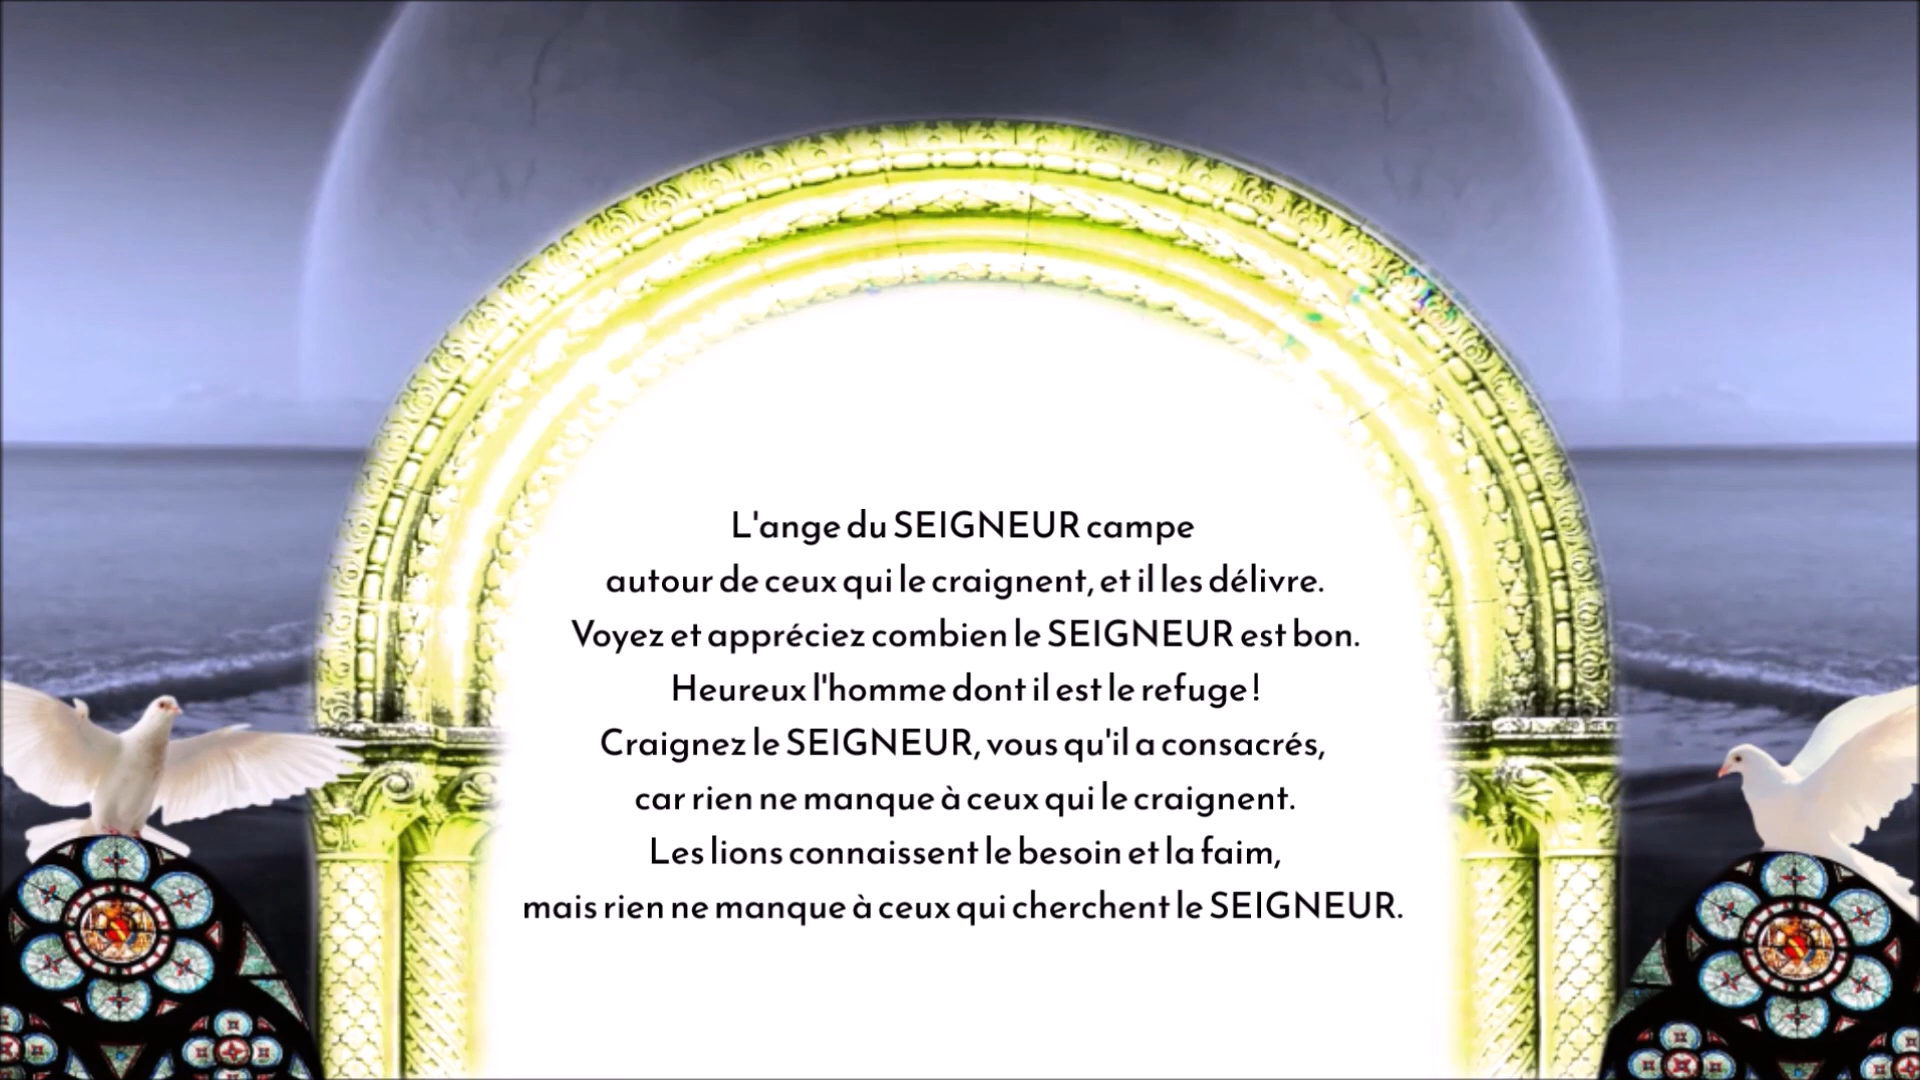 L'ange du SEIGNEUR campe
autour de ceux qui le craignent, et il les délivre.
Voyez et appréciez combien le SEIGNEUR est bon.
Heureux l'homme dont il est le refuge !
Craignez le SEIGNEUR, vous qu'il a consacrés,
car rien ne manque à ceux qui le craignent.
Les lions connaissent le besoin et la faim,
mais rien ne manque à ceux qui cherchent le SEIGNEUR.